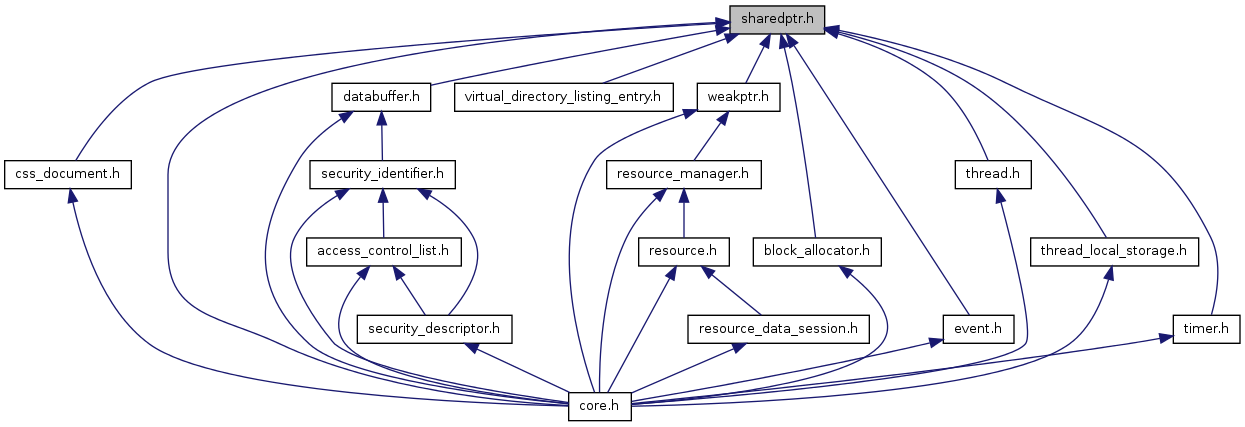 sharedptr.h
databuffer.h
virtual_directory_listing_entry.h
weakptr.h
css_document.h
security_identifier.h
resource_manager.h
thread.h
access_control_list.h
resource.h
block_allocator.h
thread_local_storage.h
security_descriptor.h
resource_data_session.h
event.h
timer.h
core.h